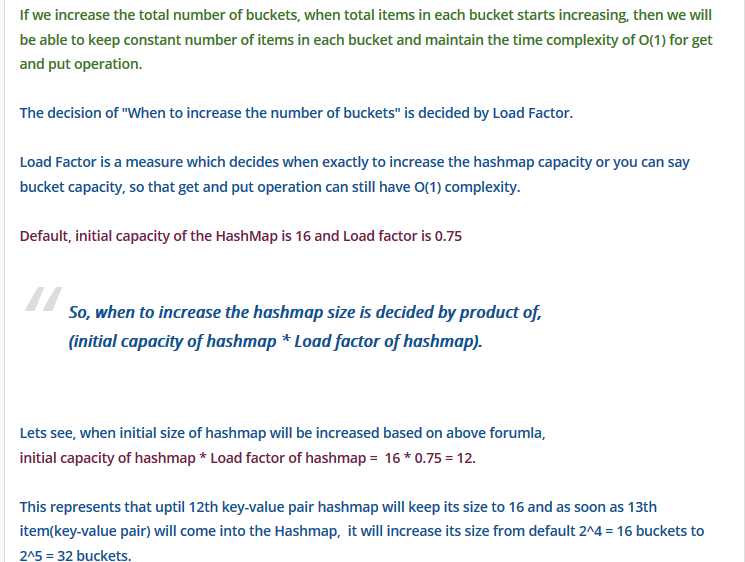 If we increase the total number of buckets, when total items in each bucket starts increasing, then we will
be able to keep constant number of items in each bucket and maintain the time complexity of O(1) for get
and put operation.
The decision of "When to increase the number of buckets" is decided by Load Factor.
Load Factor is a measure which decides when exactly to increase the hashmap capacity or you can say
bucket capacity, so that get and put operation can still have O(1) complexity.
Default, initial capacity of the HashMap is 16 and Load factor is 0.75
“
So, when to increase the hashmap size is decided by product of,
(initial capacity of hashmap * Load factor of hashmap).
Lets see, when initial size of hashmap will be increased based on above forumla,
initial capacity of hashmap * Load factor of hashmap =  16 * 0.75 = 12.
This represents that uptil 12th key-value pair hashmap will keep its size to 16 and as soon as 13th
item(key-value pair) will come into the Hashmap,  it will increase its size from default 2^4 = 16 buckets to
2^5 = 32 buckets.